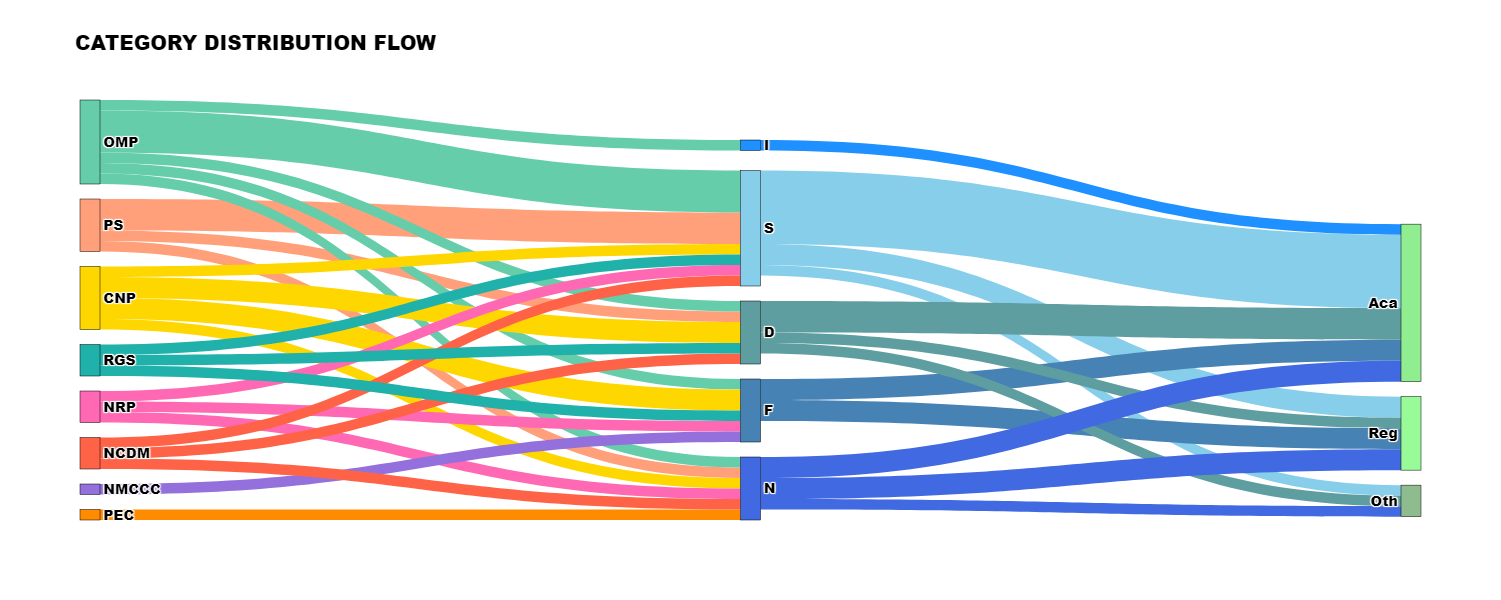 CATEGORY DISTRIBUTION FLOW
OMP
PS
CNP
RGS
NRP
NCDM
NMCCC
PEC
I
S
D
F
N
Aca
Reg
Oth